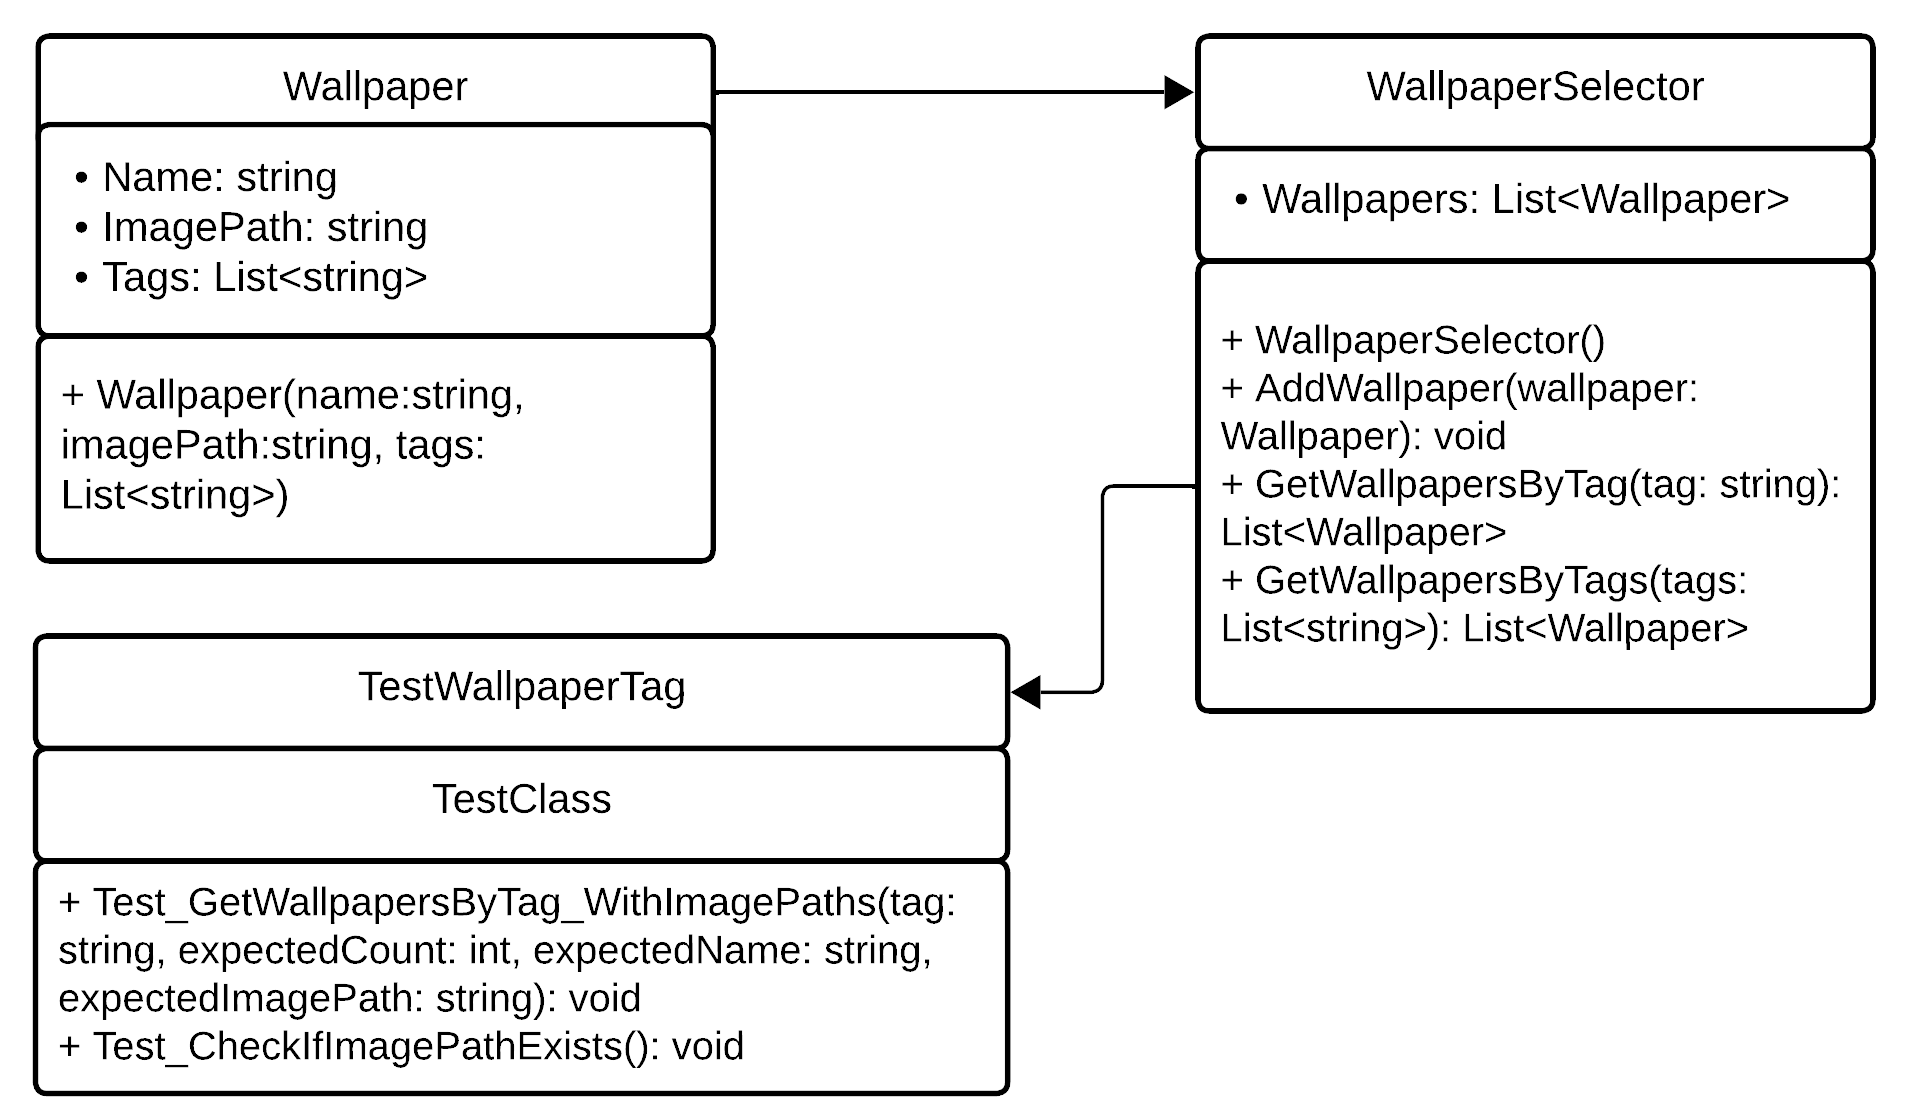 Wallpaper
• Name: string
• ImagePath: string
• Tags: List<string>
+ Wallpaper(name:string,
imagePath:string, tags:
List<string>)
WallpaperSelector
• Wallpapers: List<Wallpaper>
+ WallpaperSelector()
+ AddWallpaper(wallpaper:
Wallpaper): void
+ GetWallpapersByTag(tag: string):
List<Wallpaper>
+ GetWallpapersByTags(tags:
List<string>): List<Wallpaper>
TestWallpaperTag
TestClass
+ Test_GetWallpapersByTag_WithImagePaths(tag:
string, expectedCount: int, expectedName: string,
expectedImagePath: string): void
+ Test_CheckIfImagePathExists(): void